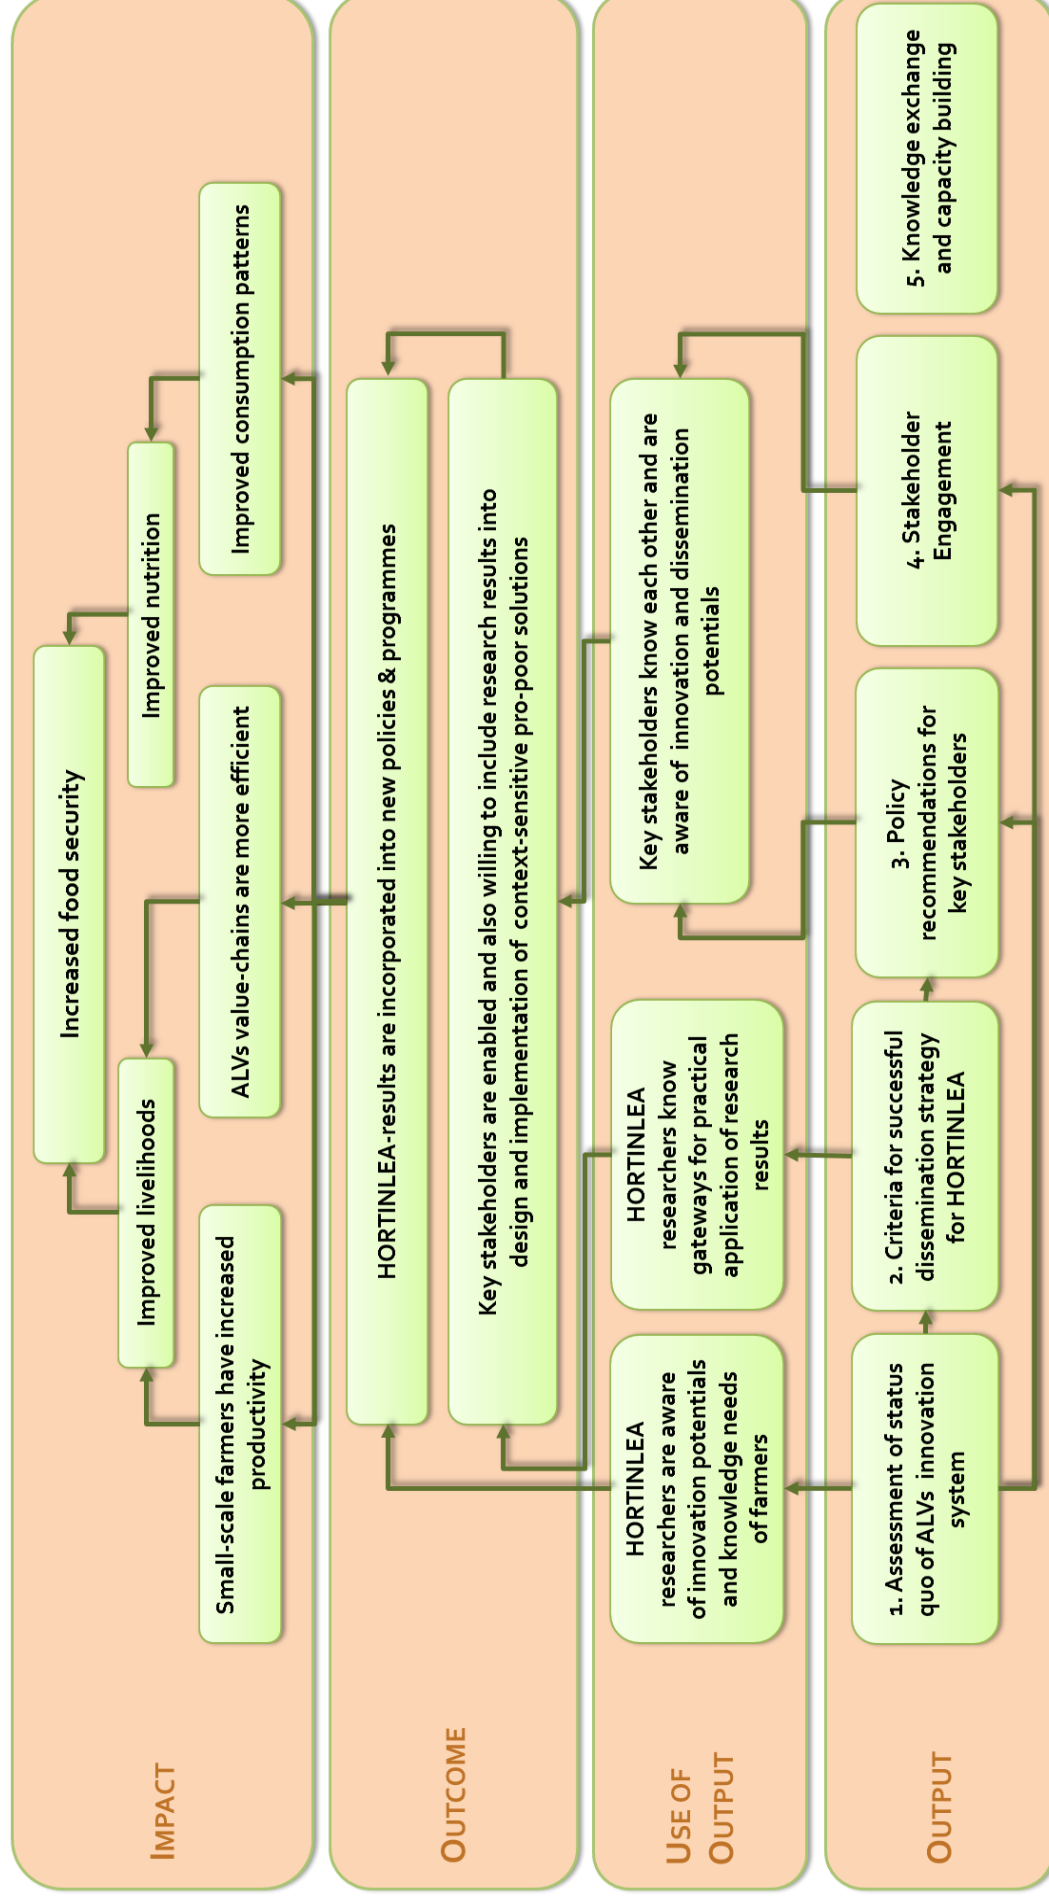 IMPACT
Increased food security
Improved livelihoods
Improved nutrition
Small-scale farmers have increased
productivity
ALVs value-chains are more efficient
Improved consumption patterns
OUTCOME
HORTINLEA-results are incorporated into new policies & programmes
Key stakeholders are enabled and also willing to include research results into
design and implementation of context-sensitive pro-poor solutions
USE OF
OUTPUT
HORTINLEA
researchers are aware
of innovation potentials
and knowledge needs
of farmers
HORTINLEA
researchers know
gateways for practical
application of research
results
Key stakeholders know each other and are
aware of innovation and dissemination
potentials
OUTPUT
1. Assessment of status
quo of ALVs innovation
system
2. Criteria for successful
dissemination strategy
for HORTINLEA
3. Policy
recommendations for
key stakeholders
4. Stakeholder
Engagement
5. Knowledge exchange
and capacity building